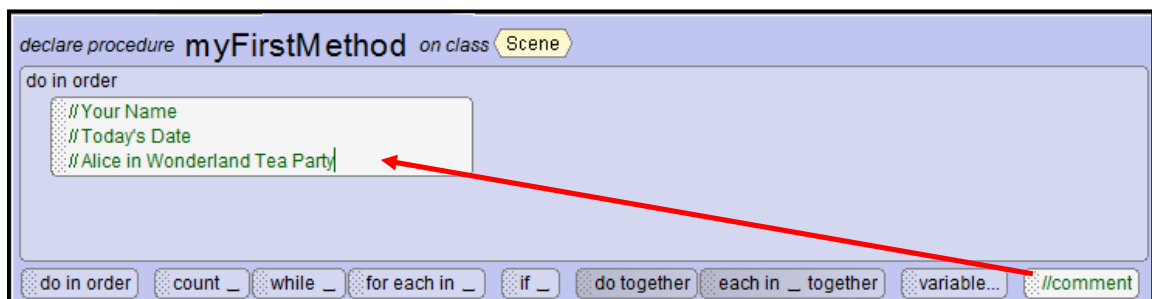 declare procedure myFirstMethod on class Scene
do in order
//Your Name
//Today's Date
//Alice in Wonderland Tea Party
do in order count _ while _ for each in _ if _ do together each in _ together variable... //comment